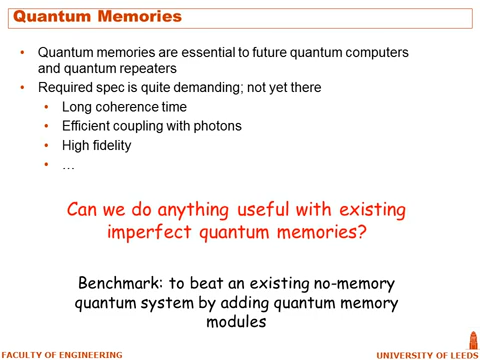 Quantum Memories
• Quantum memories are essential to future quantum computers
and quantum repeaters
• Required spec is quite demanding; not yet there
• Long coherence time
• Efficient coupling with photons
• High fidelity
• …
Can we do anything useful with existing
imperfect quantum memories?
Benchmark: to beat an existing no-memory
quantum system by adding quantum memory
modules
FACULTY OF ENGINEERING
UNIVERSITY OF LEEDS